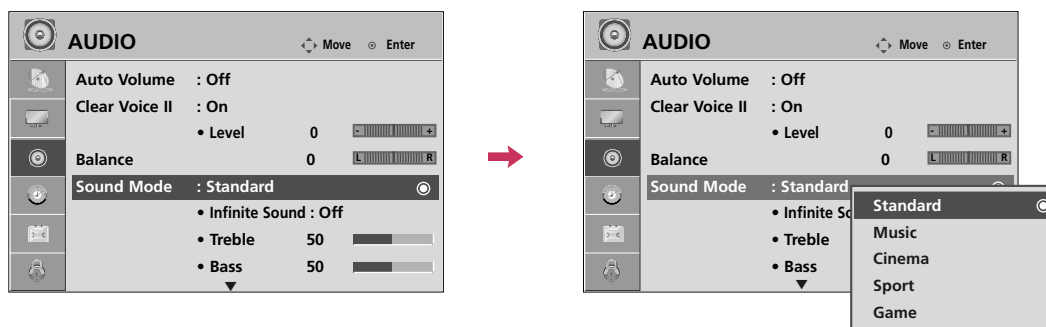 AUDIO
Move
Enter
Auto Volume : Off
Clear Voice II : On
• Level 0 - +
Balance 0 L R
Sound Mode : Standard
• Infinite Sound : Off
• Treble 50
• Bass 50
AUDIO
Move
Enter
Auto Volume : Off
Clear Voice II : On
• Level 0 - +
Balance 0 L R
Sound Mode : Standard
• Infinite
• Treble
• Bass
Standard
Music
Cinema
Sport
Game